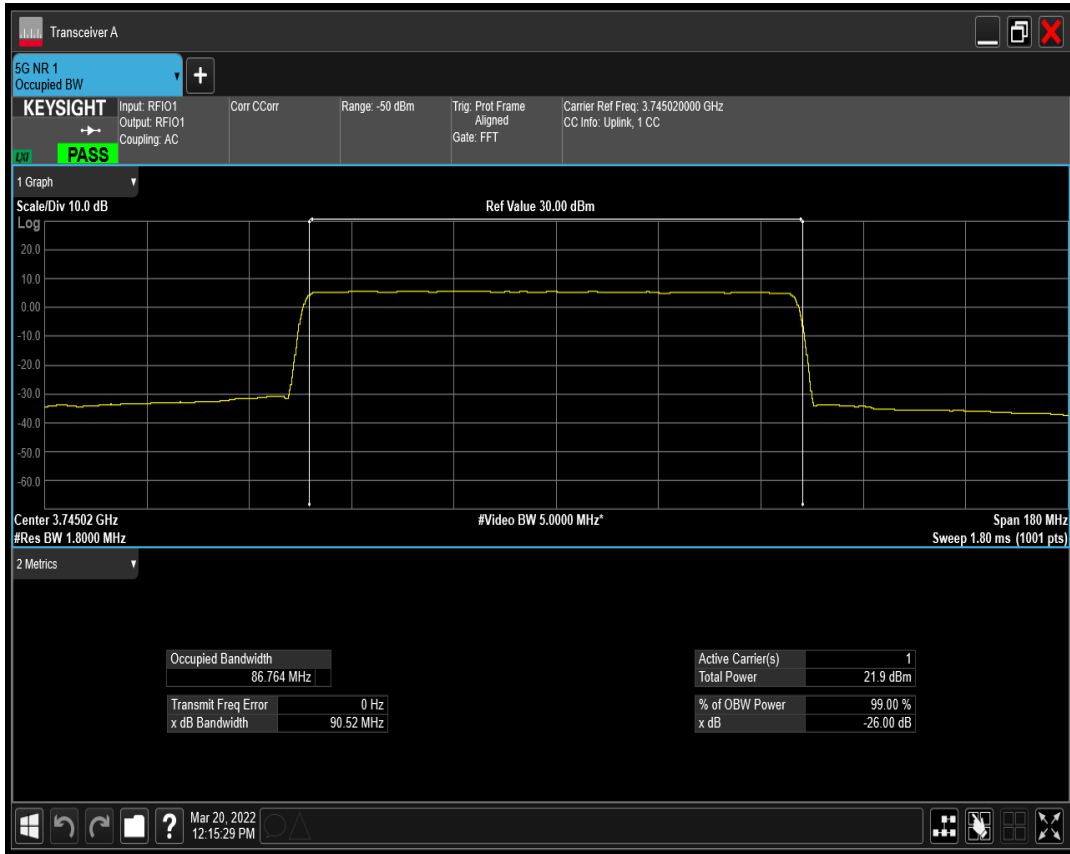 Transceiver A
5G NR 1
Occupied BW
+
KEYSIGHT
LXI
PASS
Input: RFIO1
Output: RFIO1
Coupling: AC
Corr CCorr
Range: -50 dBm
Trig: Prot Frame
Aligned
Gate: FFT
Carrier Ref Freq: 3.745020000 GHz
CC Info: Uplink, 1 CC
1 Graph
Scale/Div 10.0 dB
Ref Value 30.00 dBm
Log
20.0
10.0
0.00
-10.0
-20.0
-30.0
-40.0
-50.0
-60.0
Center 3.74502 GHz
#Video BW 5.0000 MHz*
Span 180 MHz
#Res BW 1.8000 MHz
Sweep 1.80 ms (1001 pts)
2 Metrics
Occupied Bandwidth
86.764 MHz
Transmit Freq Error 0 Hz
x dB Bandwidth 90.52 MHz
Active Carrier(s) 1
Total Power 21.9 dBm
% of OBW Power 99.00 %
x dB -26.00 dB
?
Mar 20, 2022
12:15:29 PM